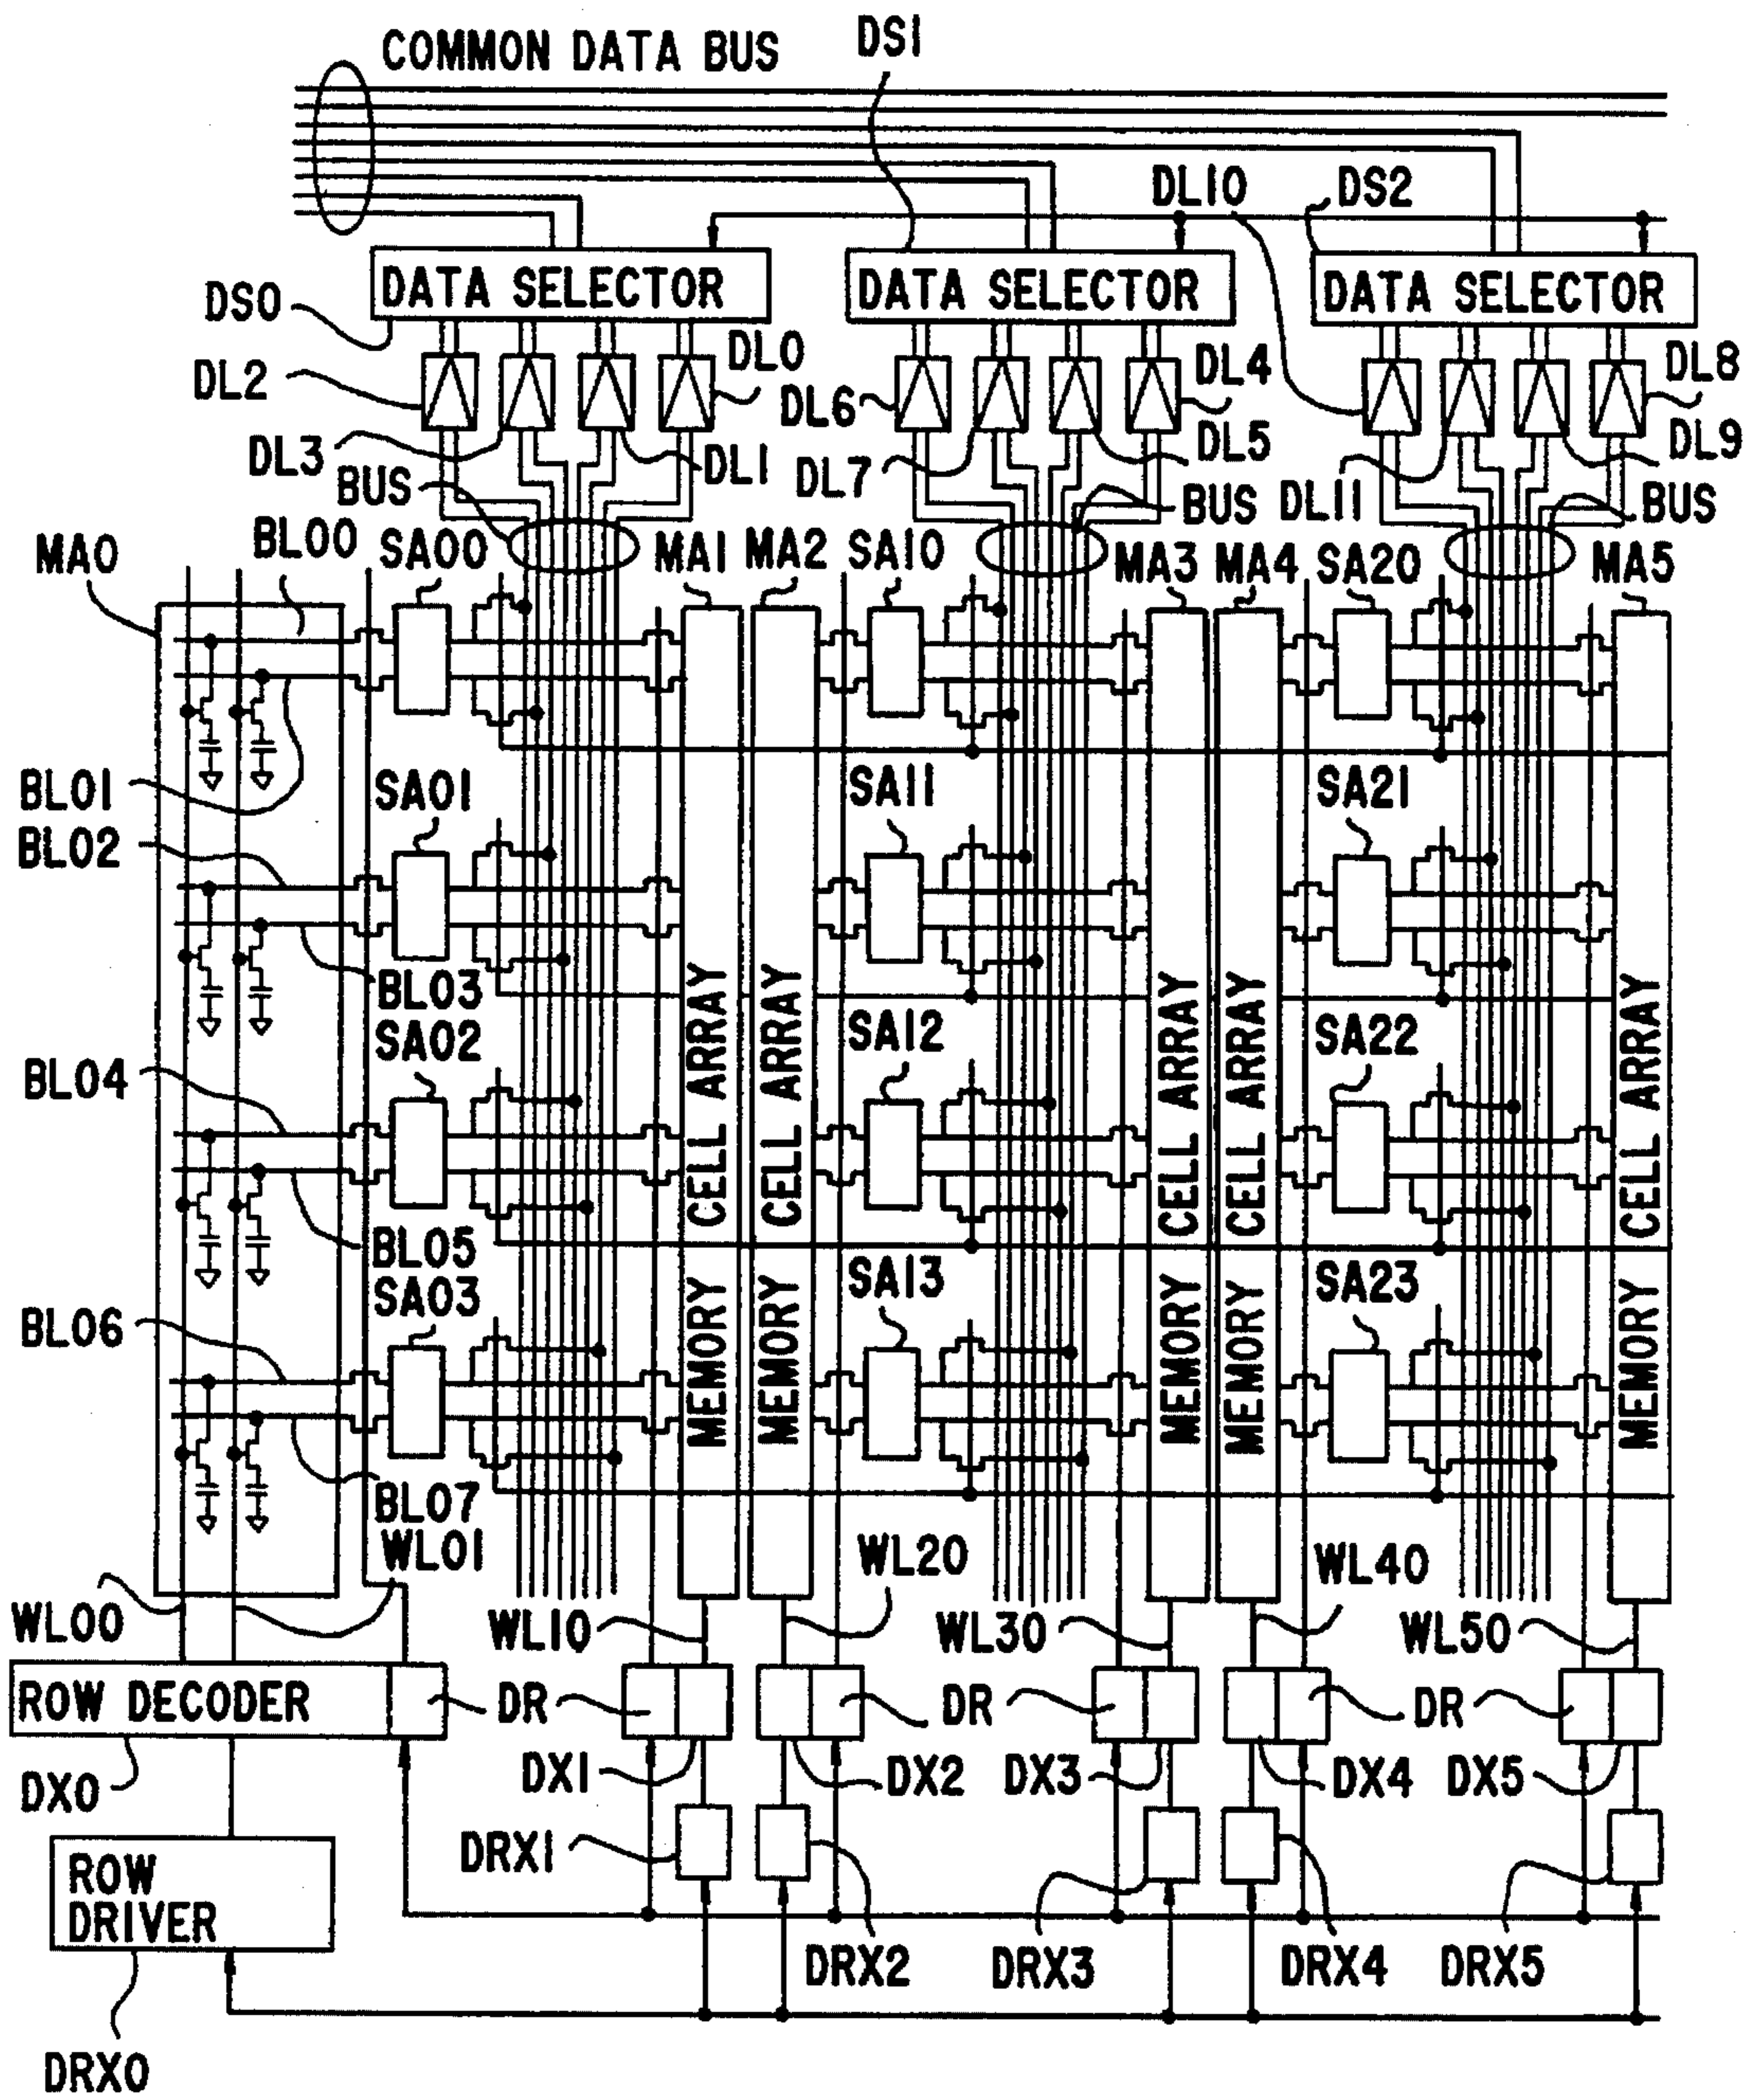 COMMON DATA BUS
DS1
DL10
DS2
DATA SELECTOR
DATA SELECTOR
DATA SELECTOR
DS0
DL2
DL0
DL6
DL4
DL8
DL3
DL1
DL7
DL5
DL11
DL9
BUS
BUS
BUS
MA0
BL00
SA00
MA1
MA2
SA10
MA3
MA4
SA20
MA5
BL01
SA01
SA11
SA21
BL02
BL03
SA02
SA12
SA22
BL04
BL05
SA03
SA13
SA23
BL06
BL07
WL01
MEMORY CELL ARRAY
MEMORY CELL ARRAY
MEMORY CELL ARRAY
MEMORY CELL ARRAY
MEMORY CELL ARRAY
WL00
WL10
WL20
WL30
WL40
WL50
ROW DECODER
DR
DR
DR
DX0
DX1
DX2
DX3
DX4
DX5
ROW
DRIVER
DRX1
DRX2
DRX3
DRX4
DRX5
DRX0